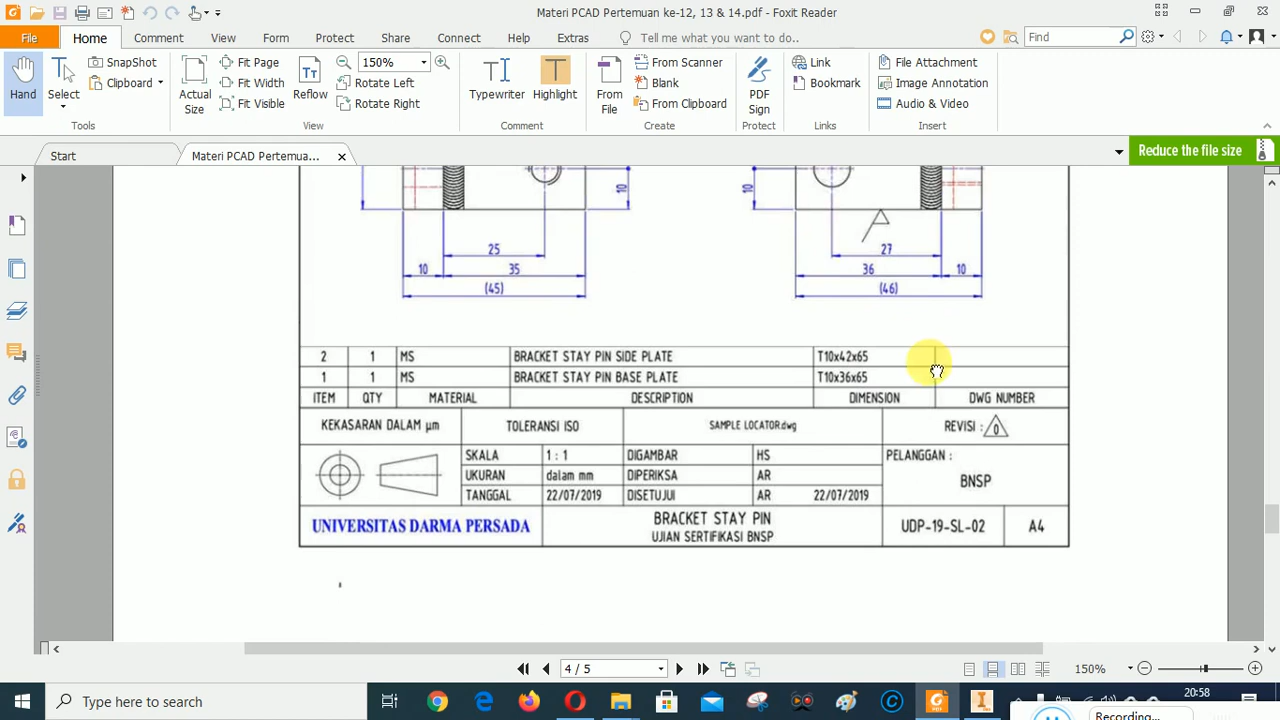 Materi PCAD Pertemuan ke-12, 13 & 14.pdf - Foxit Reader
File Home Comment View Form Protect Share Connect Help Extras Tell me what you want to do.. Find
Hand
Select
SnapShot
Clipboard
Actual Size
Fit Page
Fit Width
Fit Visible
Reflow
150%
Rotate Left
Rotate Right
Typewriter
Highlight
From File
From Scanner
Blank
From Clipboard
PDF Sign
Link
Bookmark
File Attachment
Image Annotation
Audio & Video
Tools View Comment Create Protect Links Insert
Start Materi PCAD Pertemua... Reduce the file size
10 10
25 27
10 35 36 10
(45) (46)
2 1 MS BRACKET STAY PIN SIDE PLATE T10x42x65
1 1 MS BRACKET STAY PIN BASE PLATE T10x36x65
ITEM QTY MATERIAL DESCRIPTION DIMENSION DWG NUMBER
KEKASARAN DALAM µm TOLERANSI ISO SAMPLE LOCATOR.dwg REVISI : 0
SKALA 1 : 1 DIGAMBAR HS PELANGGAN :
UKURAN dalam mm DIPERIKSA AR BNSP
TANGGAL 22/07/2019 DISETUJUI AR 22/07/2019
UNIVERSITAS DARMA PERSADA BRACKET STAY PIN UDP-19-SL-02 A4
UJIAN SERTIFIKASI BNSP
4 / 5 150%
Type here to search 20:58
Recording...